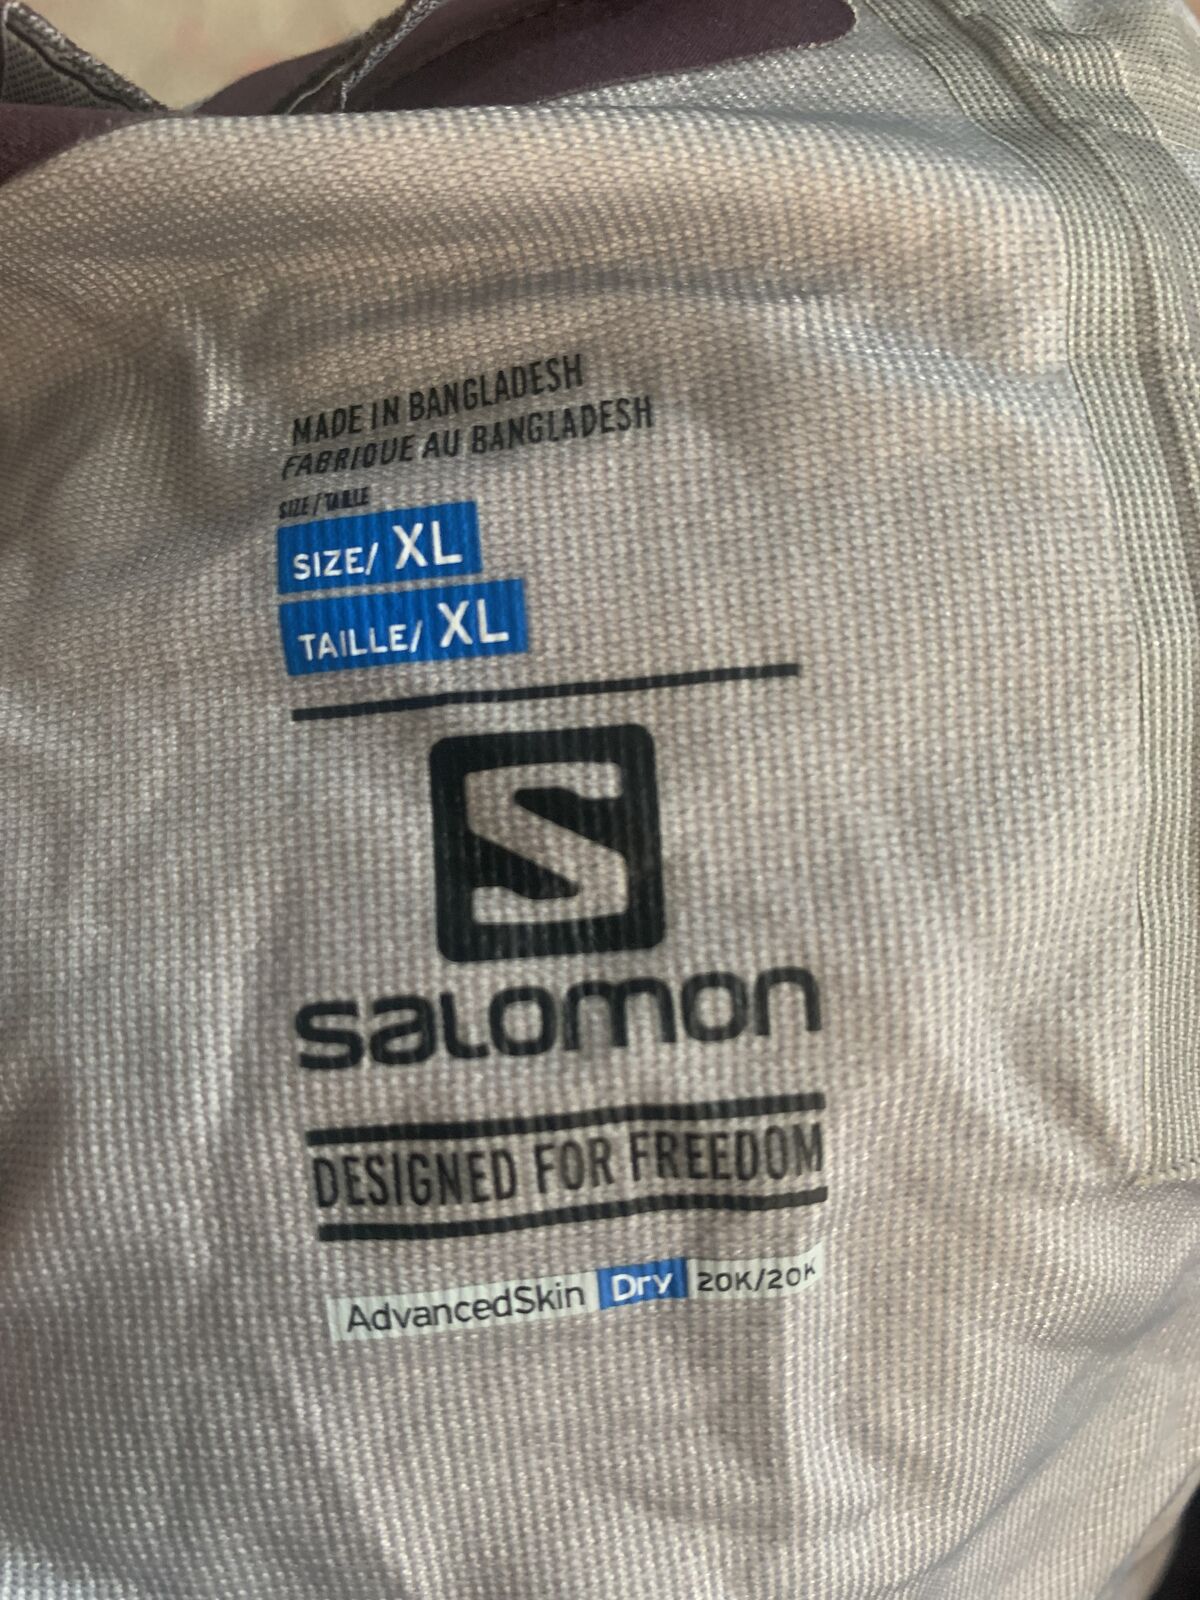 MADE IN BANGLADESH
FABRIQUE AU BANGLADESH
SIZE / TAILLE
SIZE/ XL
TAILLE/ XL
S
SALOMON
DESIGNED FOR FREEDOM
AdvancedSkin Dry 20K/20K